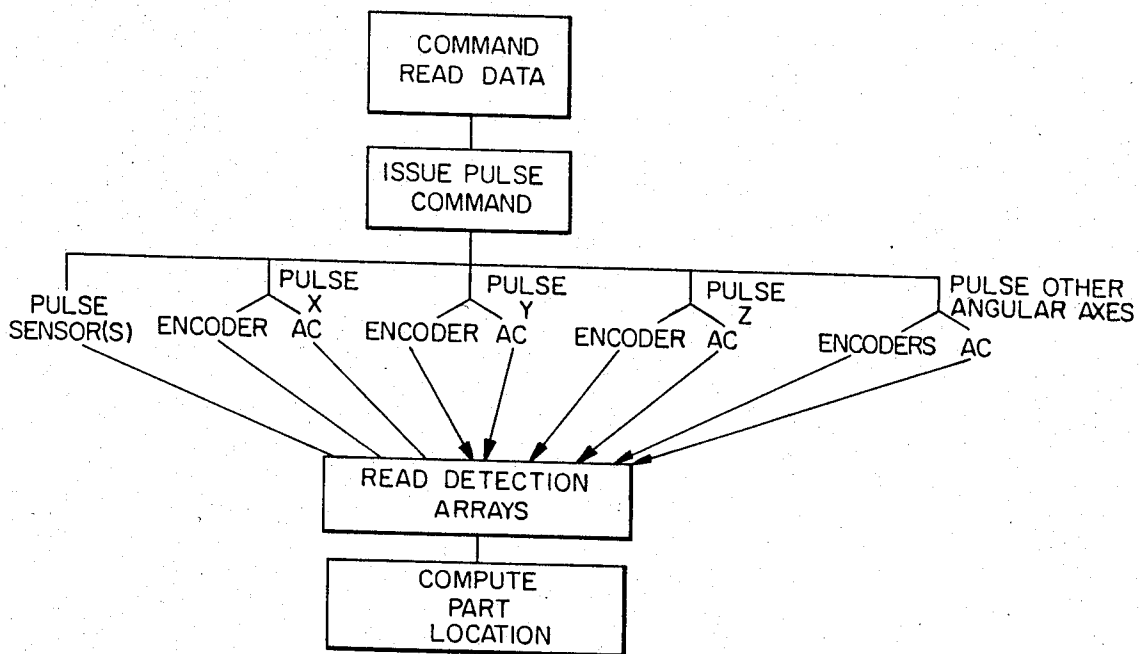 COMMAND
READ DATA
ISSUE PULSE
COMMAND
PULSE
SENSOR(S)
PULSE
X
ENCODER AC
PULSE
Y
ENCODER AC
PULSE
Z
ENCODER AC
PULSE OTHER
ANGULAR AXES
ENCODERS AC
READ DETECTION
ARRAYS
COMPUTE
PART
LOCATION